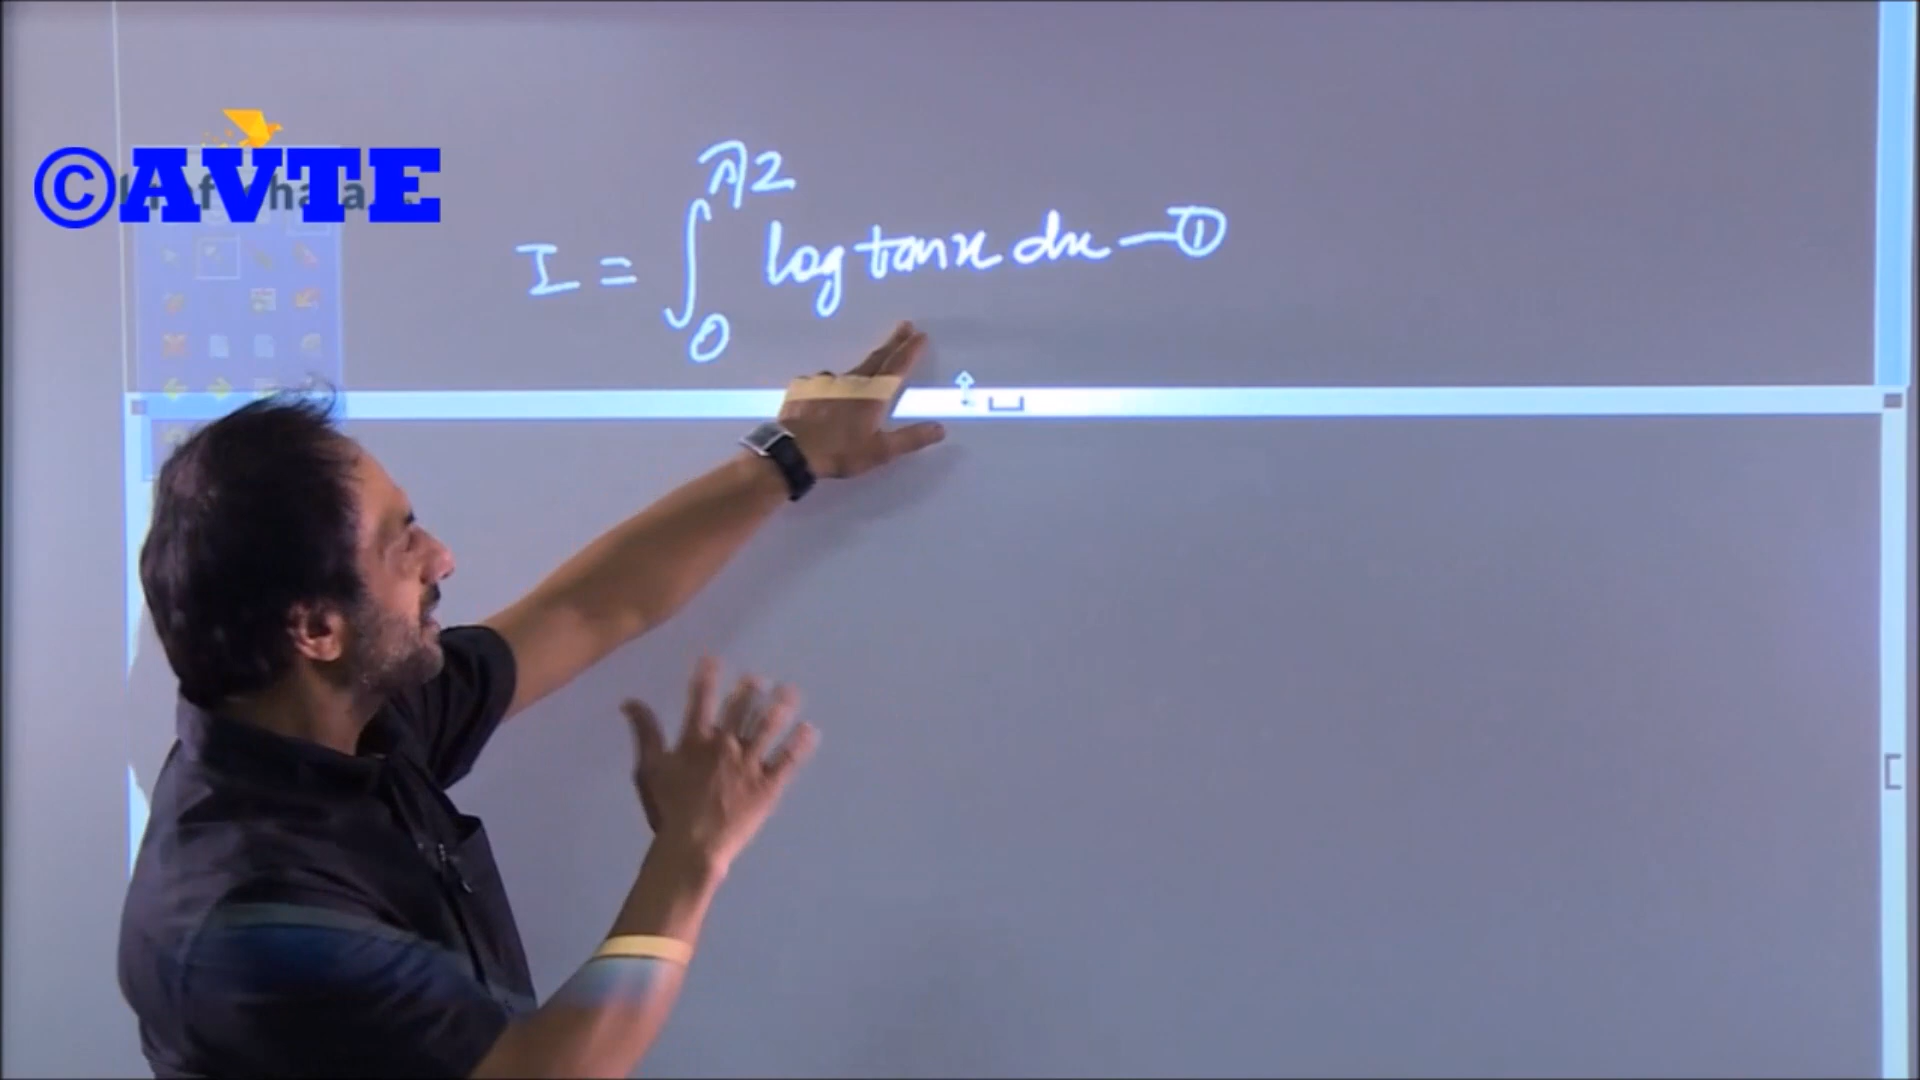 ©AVTE
π/2
I = ∫ log tanx dx — ①
0